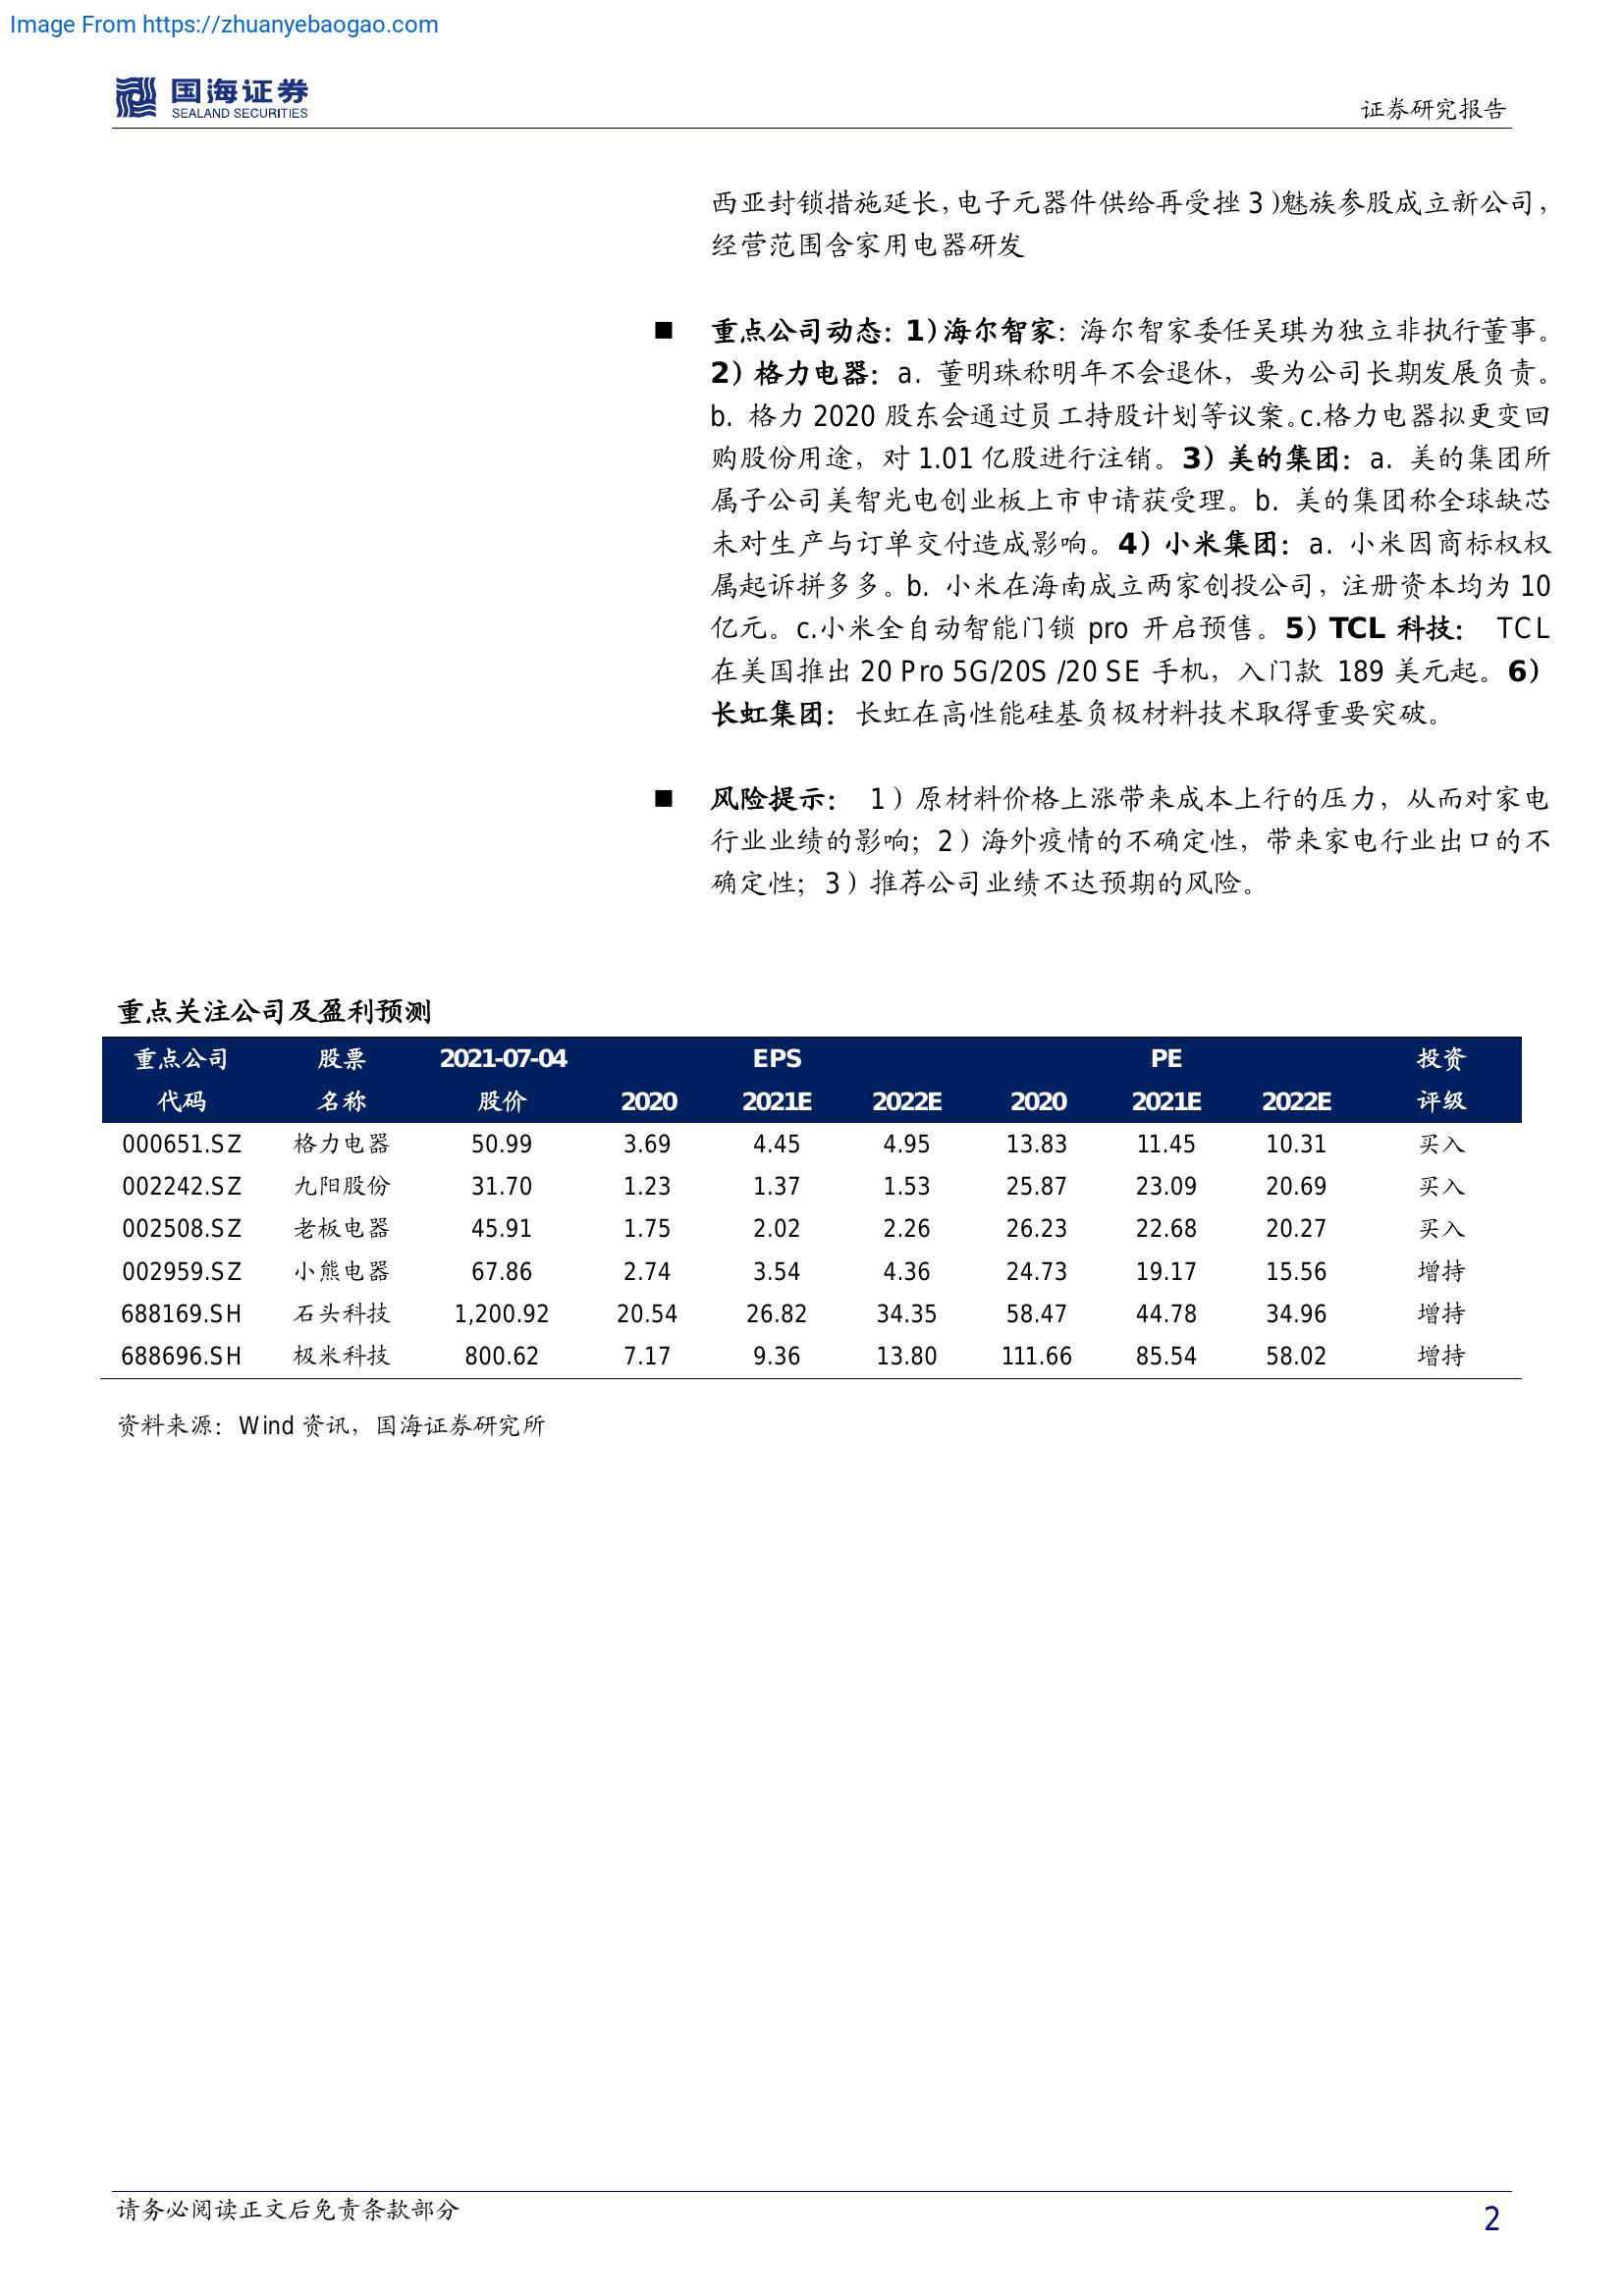 Image From https://zhuanyebaogao.com
国海证券
SEALAND SECURITIES
证券研究报告
西亚封锁措施延长，电子元器件供给再受挫 3）魅族参股成立新公司，
经营范围含家用电器研发
■ 重点公司动态：1）海尔智家：海尔智家委任吴琪为独立非执行董事。
2）格力电器：a. 董明珠称明年不会退休，要为公司长期发展负责。
b. 格力 2020 股东会通过员工持股计划等议案。c.格力电器拟更变回
购股份用途，对 1.01 亿股进行注销。3）美的集团：a. 美的集团所
属子公司美智光电创业板上市申请获受理。b. 美的集团称全球缺芯
未对生产与订单交付造成影响。4）小米集团：a. 小米因商标权权
属起诉拼多多。b. 小米在海南成立两家创投公司，注册资本均为 10
亿元。c.小米全自动智能门锁 pro 开启预售。5）TCL 科技： TCL
在美国推出 20 Pro 5G/20S /20 SE 手机，入门款 189 美元起。6）
长虹集团：长虹在高性能硅基负极材料技术取得重要突破。
■ 风险提示： 1）原材料价格上涨带来成本上行的压力，从而对家电
行业业绩的影响；2）海外疫情的不确定性，带来家电行业出口的不
确定性；3）推荐公司业绩不达预期的风险。
重点关注公司及盈利预测
重点公司 股票 2021-07-04 EPS PE 投资
代码 名称 股价 2020 2021E 2022E 2020 2021E 2022E 评级
000651.SZ 格力电器 50.99 3.69 4.45 4.95 13.83 11.45 10.31 买入
002242.SZ 九阳股份 31.70 1.23 1.37 1.53 25.87 23.09 20.69 买入
002508.SZ 老板电器 45.91 1.75 2.02 2.26 26.23 22.68 20.27 买入
002959.SZ 小熊电器 67.86 2.74 3.54 4.36 24.73 19.17 15.56 增持
688169.SH 石头科技 1,200.92 20.54 26.82 34.35 58.47 44.78 34.96 增持
688696.SH 极米科技 800.62 7.17 9.36 13.80 111.66 85.54 58.02 增持
资料来源：Wind 资讯，国海证券研究所
请务必阅读正文后免责条款部分
2